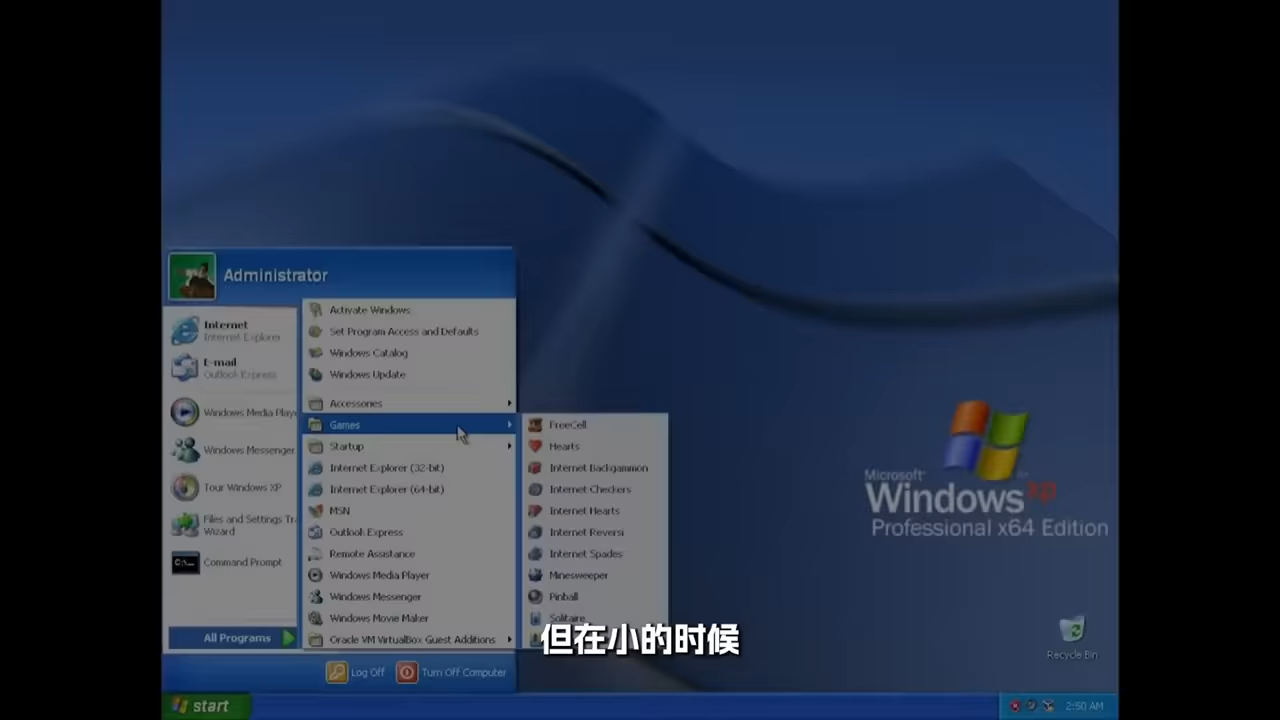 Administrator
Internet
Internet Explorer
E-mail
Outlook Express
Windows Media Play
Windows Messenger
Tour Windows XP
Files and Settings Tra
Wizard
Command Prompt
All Programs
Activate Windows
Set Program Access and Defaults
Windows Catalog
Windows Update
Accessories
Games
Startup
Internet Explorer (32-bit)
Internet Explorer (64-bit)
MSN
Outlook Express
Remote Assistance
Windows Media Player
Windows Messenger
Windows Movie Maker
Oracle VM VirtualBox Guest Additions
FreeCell
Hearts
Internet Backgammon
Internet Checkers
Internet Hearts
Internet Reversi
Internet Spades
Minesweeper
Pinball
Solitaire
Log Off
Turn Off Computer
Microsoft
Windows xp
Professional x64 Edition
Recycle Bin
但在小的时候
start
2:50 AM